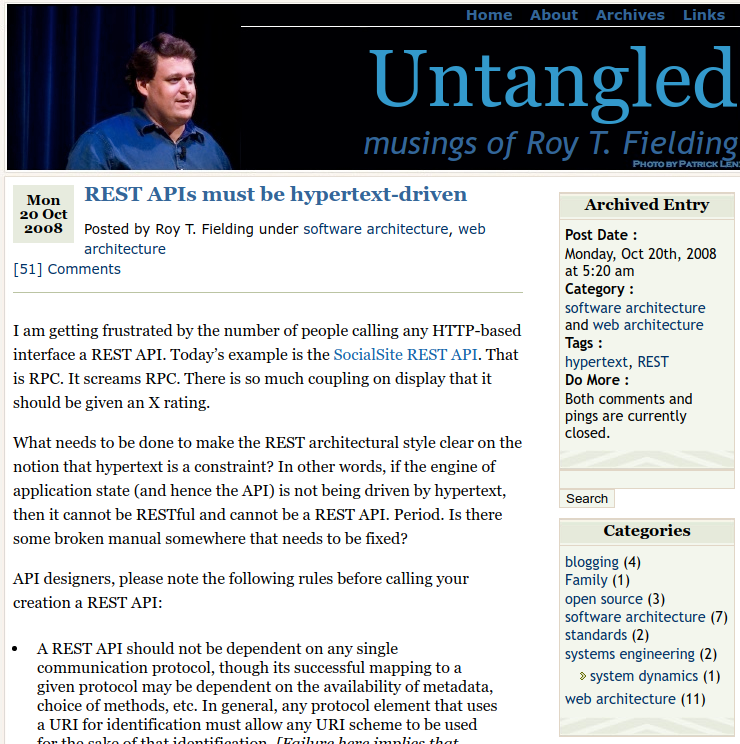 Home About Archives Links
Untangled
musings of Roy T. Fielding
PHOTO BY PATRICK LEN
Mon
20 Oct
2008
REST APIs must be hypertext-driven
Posted by Roy T. Fielding under software architecture, web
architecture
[51] Comments
I am getting frustrated by the number of people calling any HTTP-based
interface a REST API. Today’s example is the SocialSite REST API. That
is RPC. It screams RPC. There is so much coupling on display that it
should be given an X rating.
What needs to be done to make the REST architectural style clear on the
notion that hypertext is a constraint? In other words, if the engine of
application state (and hence the API) is not being driven by hypertext,
then it cannot be RESTful and cannot be a REST API. Period. Is there
some broken manual somewhere that needs to be fixed?
API designers, please note the following rules before calling your
creation a REST API:
• A REST API should not be dependent on any single
communication protocol, though its successful mapping to a
given protocol may be dependent on the availability of metadata,
choice of methods, etc. In general, any protocol element that uses
a URI for identification must allow any URI scheme to be used
for the sake of that identification. [Failure here implies that
Archived Entry
Post Date :
Monday, Oct 20th, 2008
at 5:20 am
Category :
software architecture
and web architecture
Tags :
hypertext, REST
Do More :
Both comments and
pings are currently
closed.
Search
Categories
blogging (4)
Family (1)
open source (3)
software architecture (7)
standards (2)
systems engineering (2)
system dynamics (1)
web architecture (11)